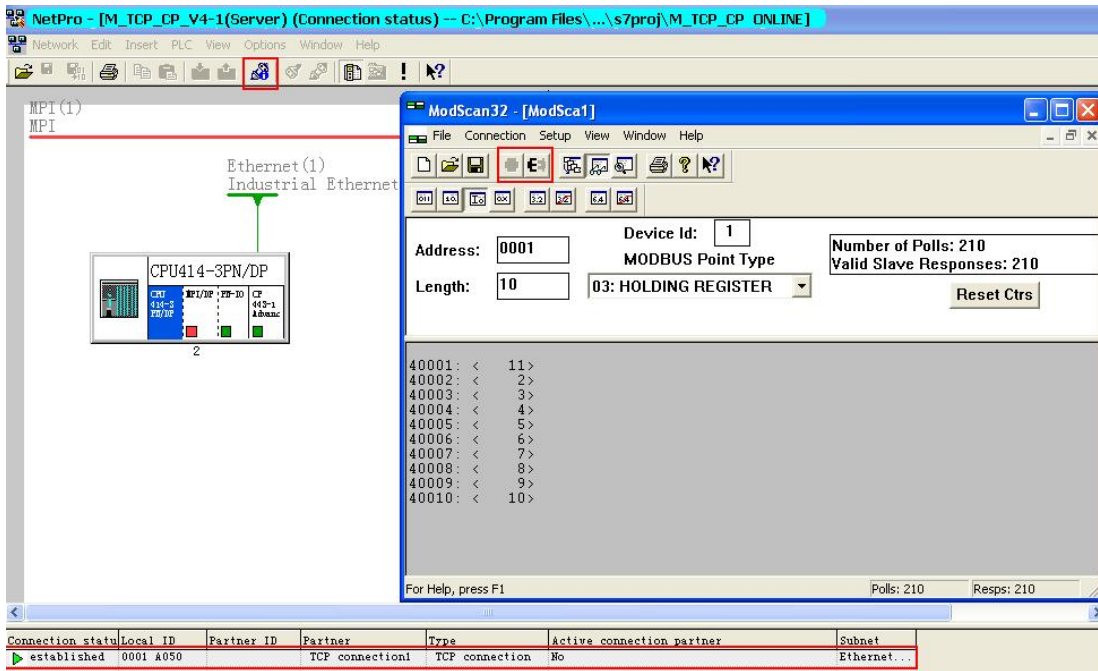 NetPro - [M_TCP_CP_V4-1(Server) (Connection status) -- C:\Program Files\...\s7proj\M_TCP_CP ONLINE]
Network Edit Insert PLC View Options Window Help
MPI(1)
MPI
Ethernet(1)
Industrial Ethernet
CPU414-3PN/DP
CPU 414-3 PN/DP
MPI/DP
PN-IO
CP 443-1 Advanc
2
ModScan32 - [ModSca1]
File Connection Setup View Window Help
Address: 0001
Length: 10
Device Id: 1
MODBUS Point Type
03: HOLDING REGISTER
Number of Polls: 210
Valid Slave Responses: 210
Reset Ctrs
40001: < 11>
40002: < 2>
40003: < 3>
40004: < 4>
40005: < 5>
40006: < 6>
40007: < 7>
40008: < 8>
40009: < 9>
40010: < 10>
For Help, press F1
Polls: 210
Resps: 210
Connection statu Local ID Partner ID Partner Type Active connection partner Subnet
established 0001 A050 TCP connection1 TCP connection No Ethernet...